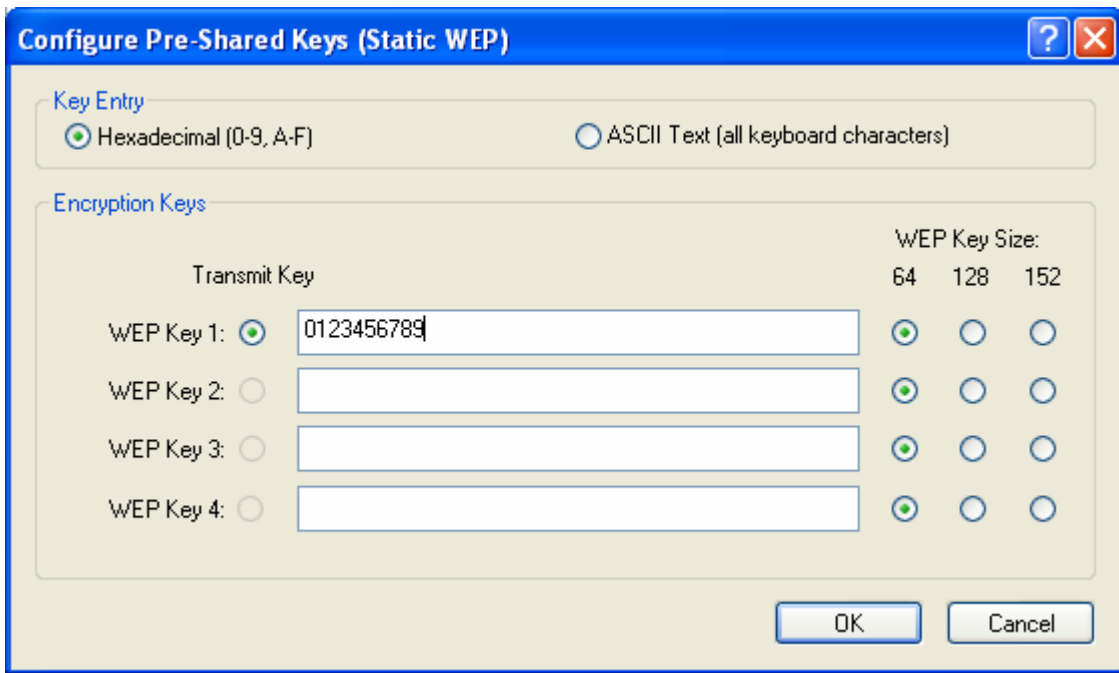 Configure Pre-Shared Keys (Static WEP)
Key Entry
Hexadecimal (0-9, A-F) ASCII Text (all keyboard characters)
Encryption Keys
WEP Key Size:
Transmit Key 64 128 152
WEP Key 1: 0123456789
WEP Key 2:
WEP Key 3:
WEP Key 4:
OK Cancel